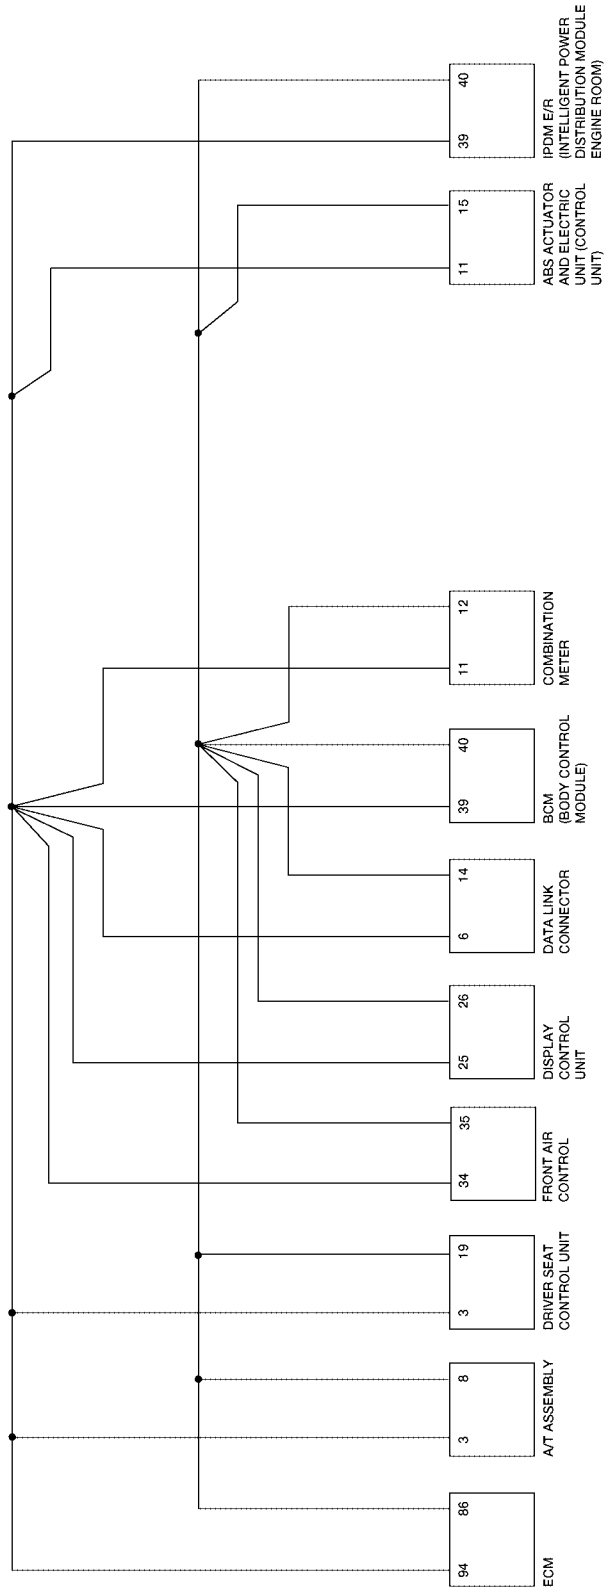 94 86
ECM
3 8
A/T ASSEMBLY
3 19
DRIVER SEAT
CONTROL UNIT
34 35
FRONT AIR
CONTROL
25 26
DISPLAY
CONTROL
UNIT
6 14
DATA LINK
CONNECTOR
39 40
BCM
(BODY CONTROL
MODULE)
11 12
COMBINATION
METER
11 15
ABS ACTUATOR
AND ELECTRIC
UNIT (CONTROL
UNIT)
39 40
IPDM E/R
(INTELLIGENT POWER
DISTRIBUTION MODULE
ENGINE ROOM)